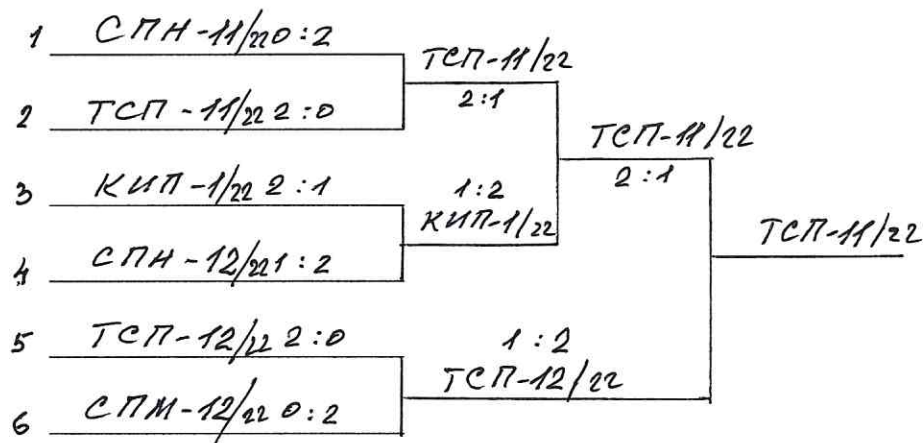 1 СПН-11/22 0:2
ТСП-11/22
2:1
2 ТСП-11/22 2:0
ТСП-11/22
2:1
3 КИП-1/22 2:1
1:2
КИП-1/22
ТСП-11/22
4 СПН-12/22 1:2
5 ТСП-12/22 2:0
1:2
ТСП-12/22
6 СПМ-12/22 0:2